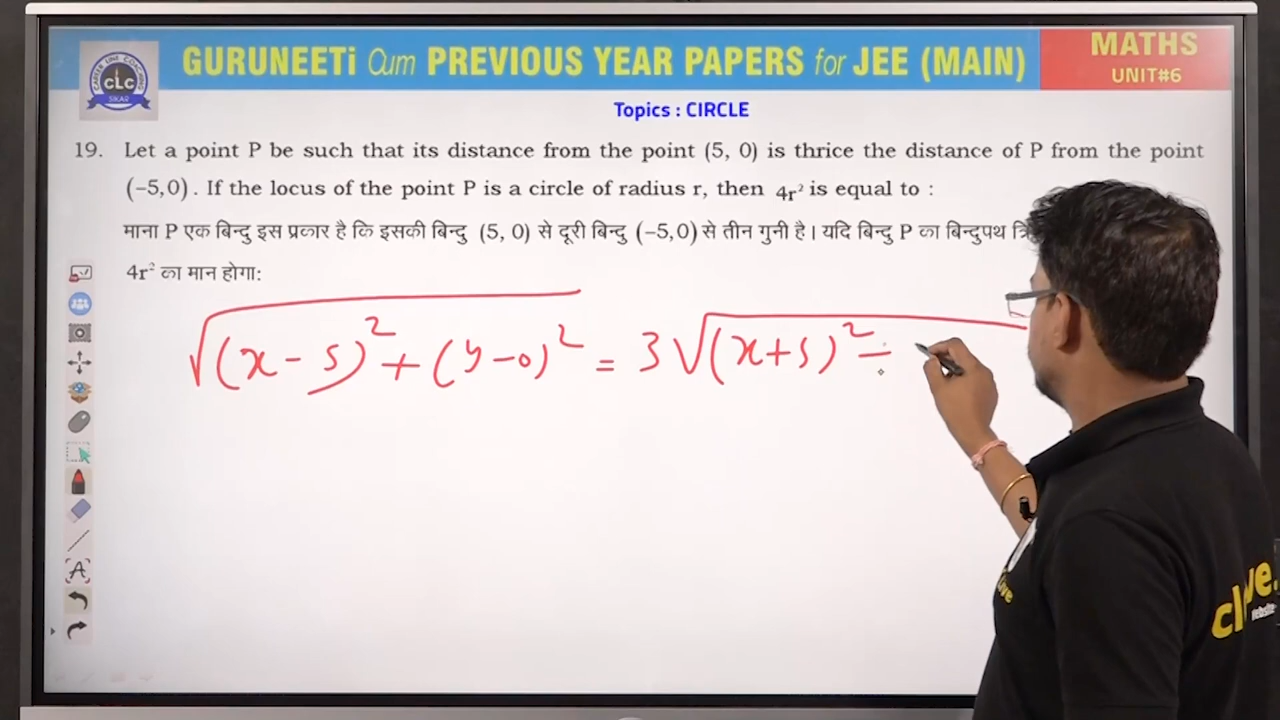 GURUNEETi Cum PREVIOUS YEAR PAPERS for JEE (MAIN)
MATHS
UNIT#6
CLC
SIKAR
Topics : CIRCLE
19. Let a point P be such that its distance from the point (5, 0) is thrice the distance of P from the point
(−5,0). If the locus of the point P is a circle of radius r, then 4r² is equal to :
माना P एक बिन्दु इस प्रकार है कि इसकी बिन्दु (5, 0) से दूरी बिन्दु (−5,0) से तीन गुनी है। यदि बिन्दु P का बिन्दुपथ
4r² का मान होगा:
√(x−5)² + (y−0)² = 3√(x+5)²